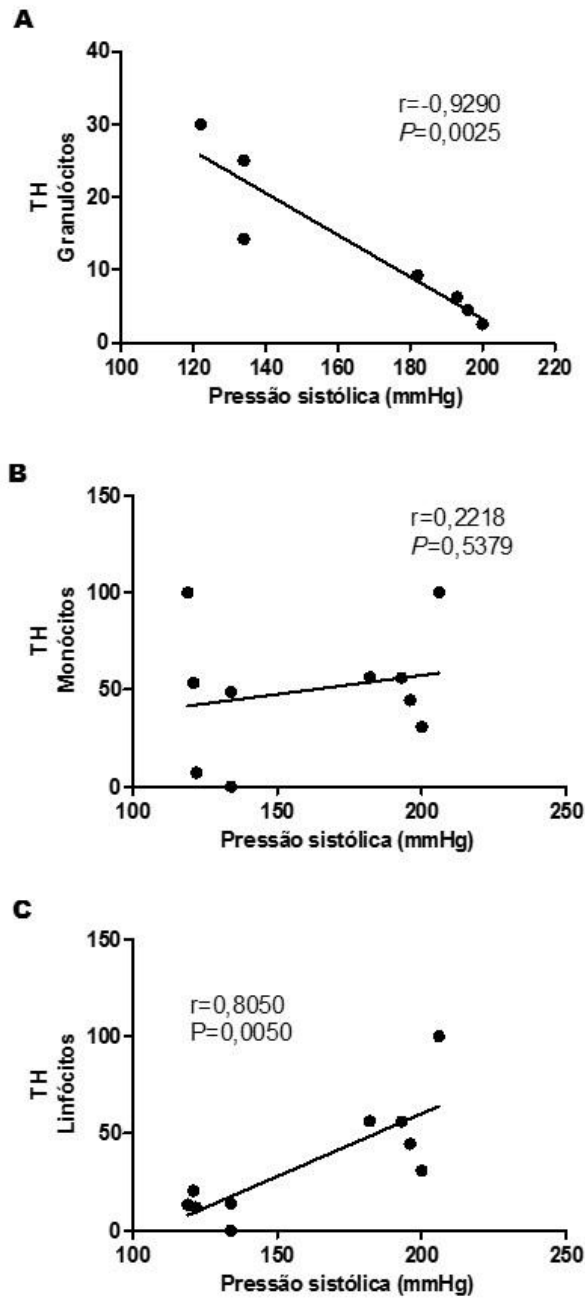 A
40
30
20
10
0
TH
Granulócitos
r=-0,9290
P=0,0025
100 120 140 160 180 200 220
Pressão sistólica (mmHg)
B
150
100
50
0
TH
Monócitos
r=0,2218
P=0,5379
100 150 200 250
Pressão sistólica (mmHg)
C
150
100
50
0
TH
Linfócitos
r=0,8050
P=0,0050
100 150 200 250
Pressão sistólica (mmHg)